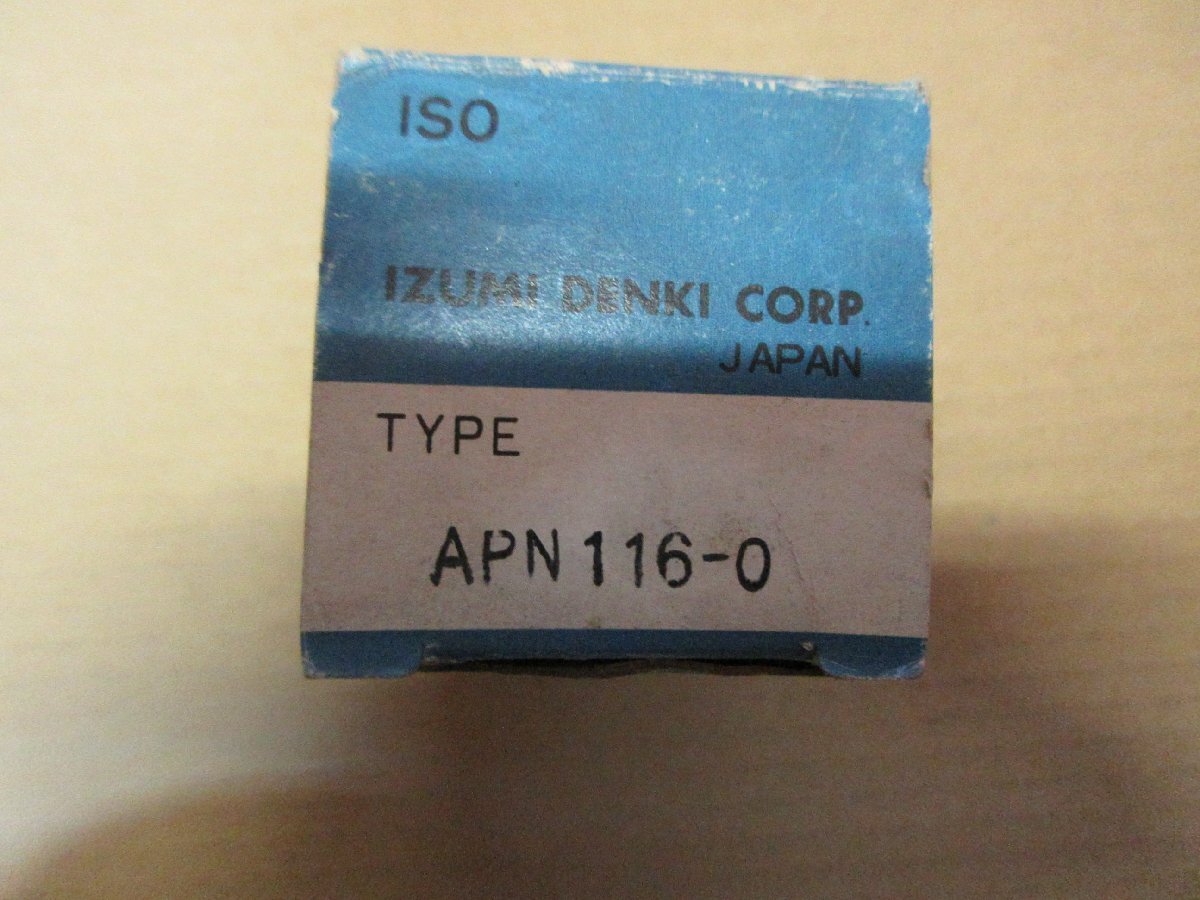 ISO
IZUMI DENKI CORP.
JAPAN
TYPE
APN116-0